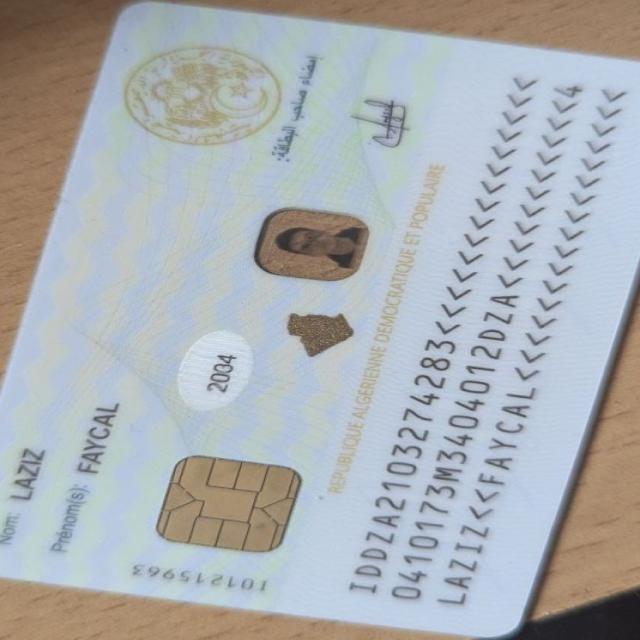 Nom: LAZIZ
Prénom(s): FAYCAL
إمضاء صاحب البطاقة:
2004
101215963
REPUBLIQUE ALGERIENNE DEMOCRATIQUE ET POPULAIRE
IDDZA2103274283<<<<<<<<<<<<<<<
0410173M3404012DZA<<<<<<<<<<<4
LAZIZ<<FAYCAL<<<<<<<<<<<<<<<<<